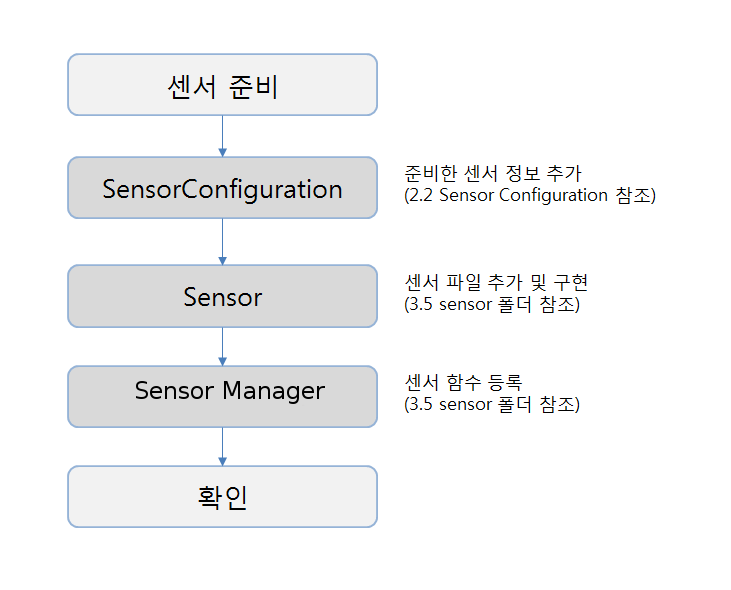 센서 준비
SensorConfiguration
준비한 센서 정보 추가
(2.2 Sensor Configuration 참조)
Sensor
센서 파일 추가 및 구현
(3.5 sensor 폴더 참조)
Sensor Manager
센서 함수 등록
(3.5 sensor 폴더 참조)
확인